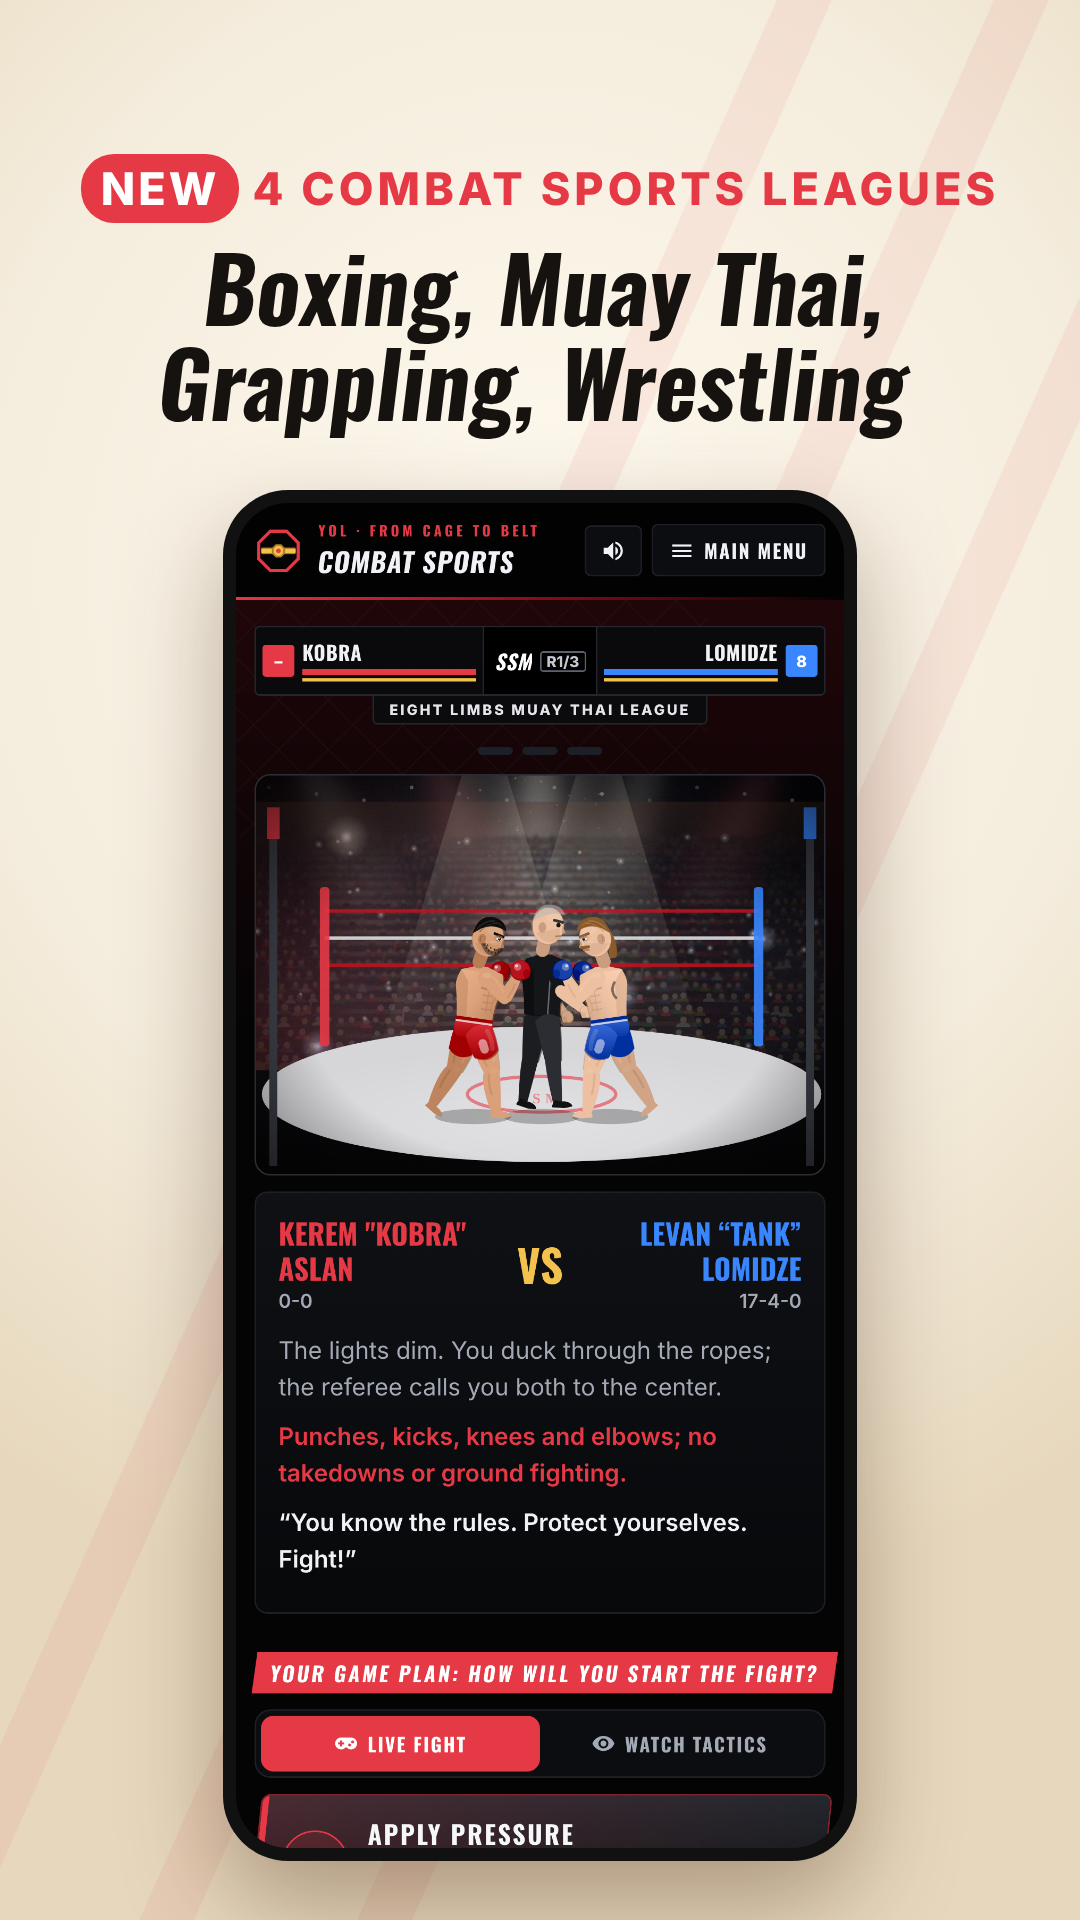 NEW 4 COMBAT SPORTS LEAGUES
Boxing, Muay Thai,
Grappling, Wrestling
YOL · FROM CAGE TO BELT
COMBAT SPORTS
MAIN MENU
– KOBRA
SSM R1/3
LOMIDZE 8
EIGHT LIMBS MUAY THAI LEAGUE
KEREM "KOBRA"
ASLAN
0-0
VS
LEVAN “TANK”
LOMIDZE
17-4-0
The lights dim. You duck through the ropes;
the referee calls you both to the center.
Punches, kicks, knees and elbows; no
takedowns or ground fighting.
“You know the rules. Protect yourselves.
Fight!”
YOUR GAME PLAN: HOW WILL YOU START THE FIGHT?
LIVE FIGHT
WATCH TACTICS
APPLY PRESSURE